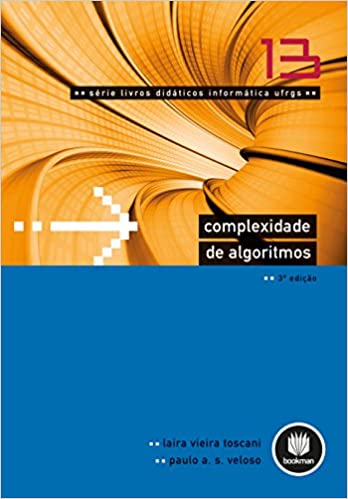 13
série livros didáticos informática ufrgs
complexidade
de algoritmos
3ª edição
laira vieira toscani
paulo a. s. veloso
bookman